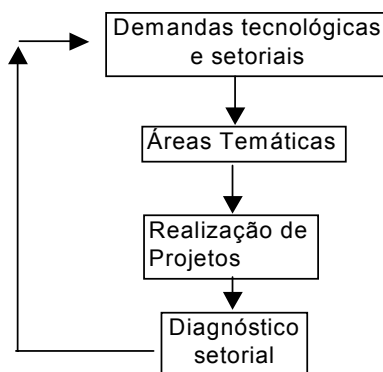 Demandas tecnológicas
e setoriais
Áreas Temáticas
Realização de
Projetos
Diagnóstico
setorial